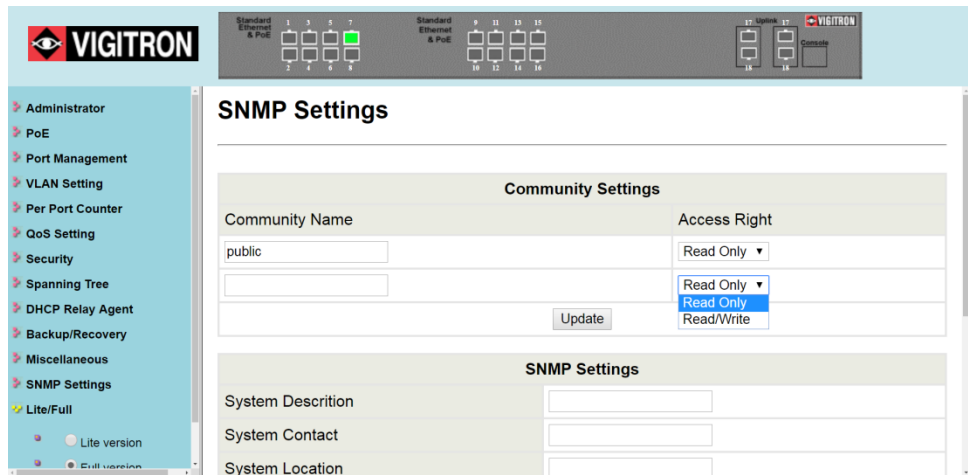 VIGITRON
Standard Ethernet & PoE
1 3 5 7
2 4 6 8
Standard Ethernet & PoE
9 11 13 15
10 12 14 16
17 Uplink 17
18 18
VIGITRON
Console
Administrator
PoE
Port Management
VLAN Setting
Per Port Counter
QoS Setting
Security
Spanning Tree
DHCP Relay Agent
Backup/Recovery
Miscellaneous
SNMP Settings
Lite/Full
Lite version
Full version
SNMP Settings
Community Settings
Community Name Access Right
public Read Only
Read Only
Read Only
Read/Write
Update
SNMP Settings
System Descrition
System Contact
System Location